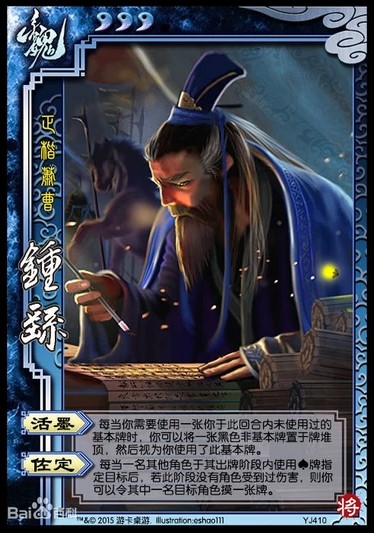 魏
正楷萧曹
鍾繇
活墨
每当你需要使用一张你于此回合内未使用过的
基本牌时，你可以将一张黑色非基本牌置于牌堆
顶，然后视为你使用了此基本牌。
佐定
每当一名其他角色于其出牌阶段内使用♠牌指
定目标后，若此阶段没有角色受到过伤害，则你
可以令其中一名目标角色摸一张牌。
将
Bai百科
™&© 2015 游卡桌游. Illustration:eshao111
YJ410